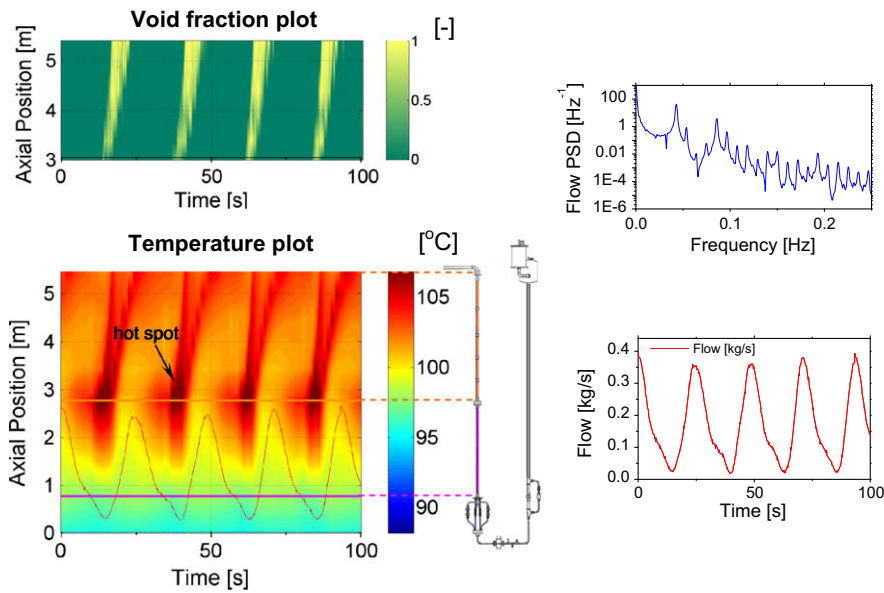 Void fraction plot
[-]
Axial Position [m]
5
4
3
0
50
100
Time [s]
1
0.5
0
Flow PSD [Hz-1]
100
1
0.01
1E-4
1E-6
0.0
0.1
0.2
Frequency [Hz]
Temperature plot
[oC]
Axial Position [m]
5
4
3
2
1
0
hot spot
0
50
100
Time [s]
105
100
95
90
Flow [kg/s]
0.4
0.3
0.2
0.1
0.0
Flow [kg/s]
0
50
100
Time [s]